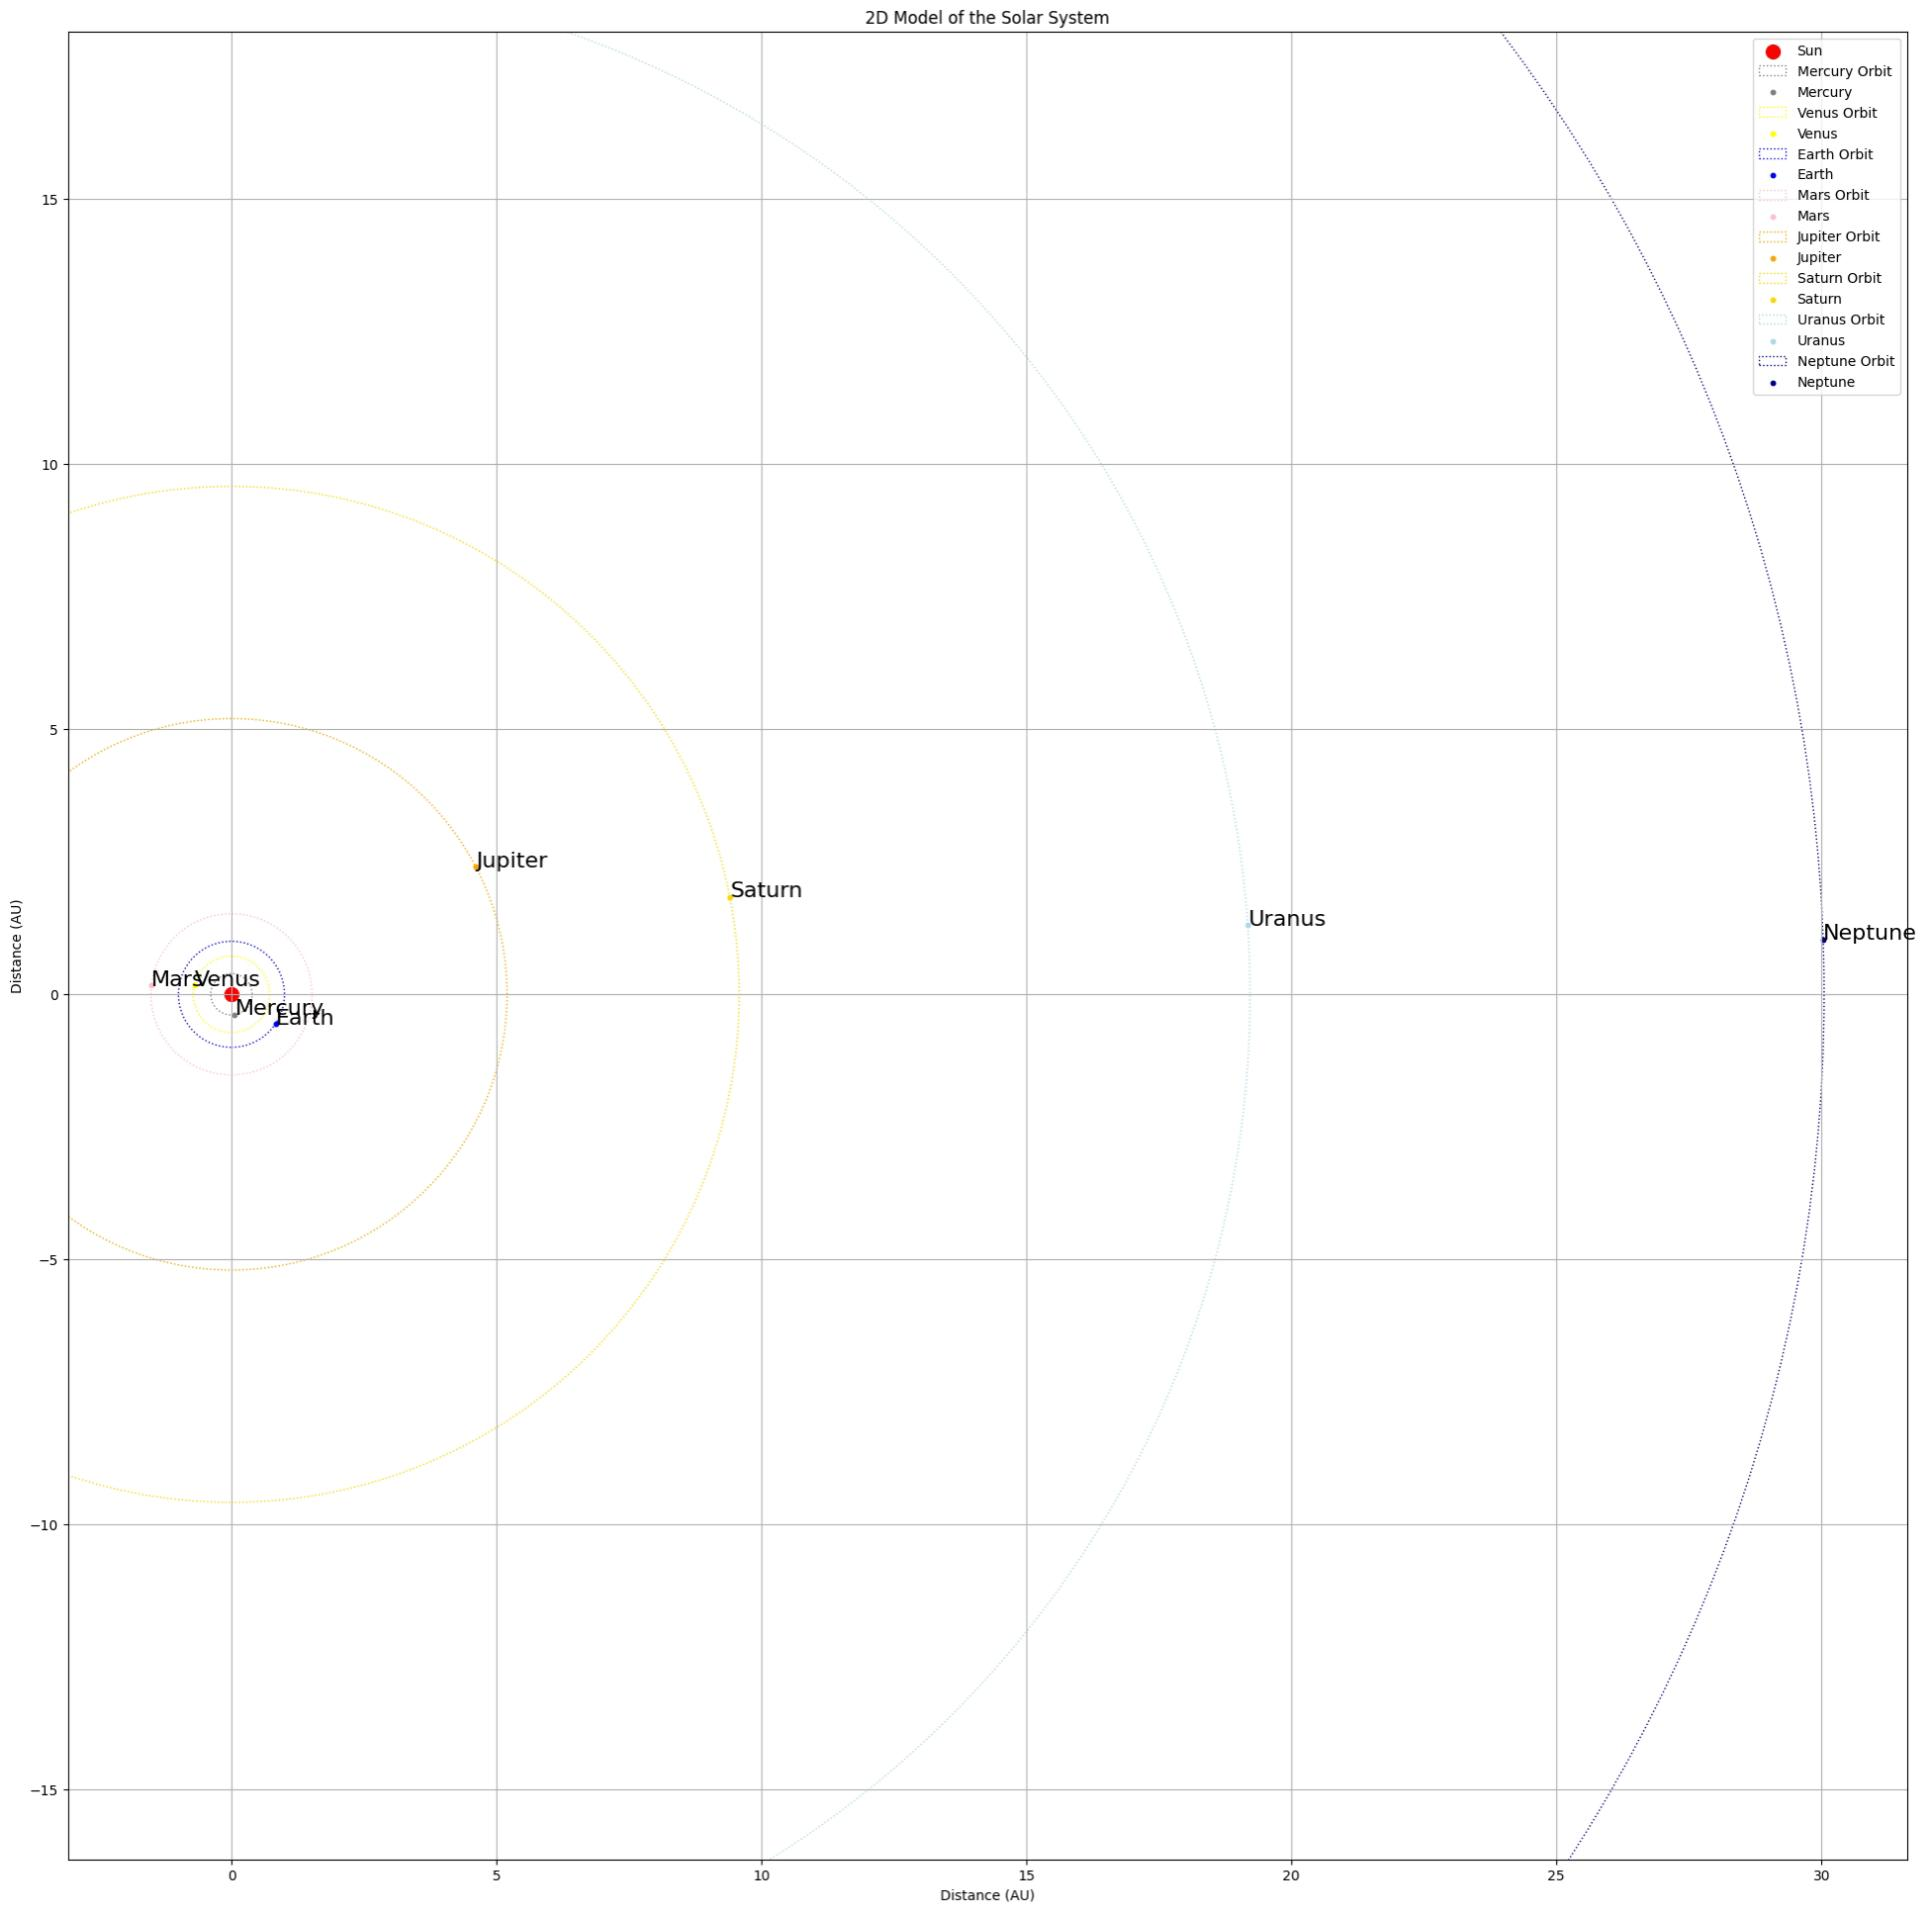 2D Model of the Solar System
Sun
Mercury Orbit
Mercury
Venus Orbit
Venus
Earth Orbit
Earth
Mars Orbit
Mars
Jupiter Orbit
Jupiter
Saturn Orbit
Saturn
Uranus Orbit
Uranus
Neptune Orbit
Neptune
15
10
5
0
−5
−10
−15
Distance (AU)
Jupiter
Saturn
Uranus
Neptune
Mars
Venus
Mercury
Earth
0
5
10
15
20
25
30
Distance (AU)